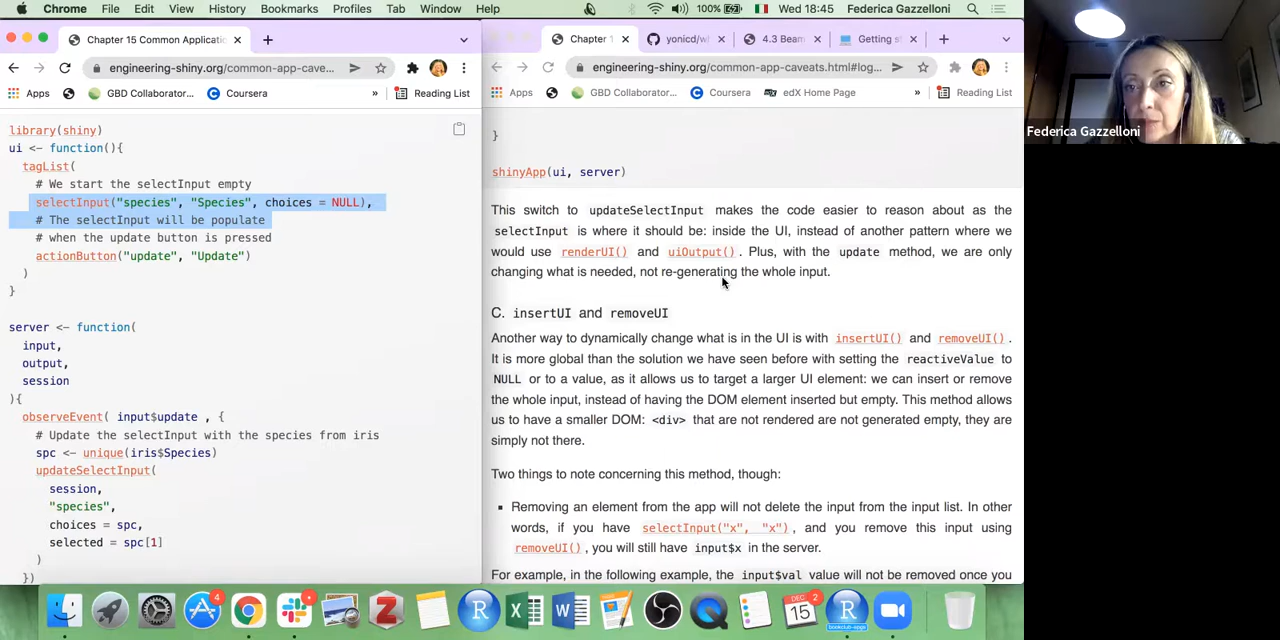 Chrome File Edit View History Bookmarks Profiles Tab Window Help 100% Wed 18:45 Federica Gazzelloni
Chapter 15 Common Applicatio
engineering-shiny.org/common-app-cave...
Apps GBD Collaborator... Coursera » Reading List
library(shiny)
ui <- function(){
tagList(
# We start the selectInput empty
selectInput("species", "Species", choices = NULL),
# The selectInput will be populate
# when the update button is pressed
actionButton("update", "Update")
)
}
server <- function(
input,
output,
session
){
observeEvent( input$update , {
# Update the selectInput with the species from iris
spc <- unique(iris$Species)
updateSelectInput(
session,
"species",
choices = spc,
selected = spc[1]
)
})
Chapter 1 yonicd/w 4.3 Beam Getting s
engineering-shiny.org/common-app-caveats.html#log...
Apps GBD Collaborator... Coursera edX Home Page » Reading List
}
shinyApp(ui, server)
This switch to updateSelectInput makes the code easier to reason about as the
selectInput is where it should be: inside the UI, instead of another pattern where we
would use renderUI() and uiOutput() . Plus, with the update method, we are only
changing what is needed, not re-generating the whole input.
C. insertUI and removeUI
Another way to dynamically change what is in the UI is with insertUI() and removeUI() .
It is more global than the solution we have seen before with setting the reactiveValue to
NULL or to a value, as it allows us to target a larger UI element: we can insert or remove
the whole input, instead of having the DOM element inserted but empty. This method allows
us to have a smaller DOM: <div> that are not rendered are not generated empty, they are
simply not there.
Two things to note concerning this method, though:
▪ Removing an element from the app will not delete the input from the input list. In other
words, if you have selectInput("x", "x") , and you remove this input using
removeUI() , you will still have input$x in the server.
For example, in the following example, the input$val value will not be removed once you
Federica Gazzelloni
4
DEC
15
2
bookclub-apps